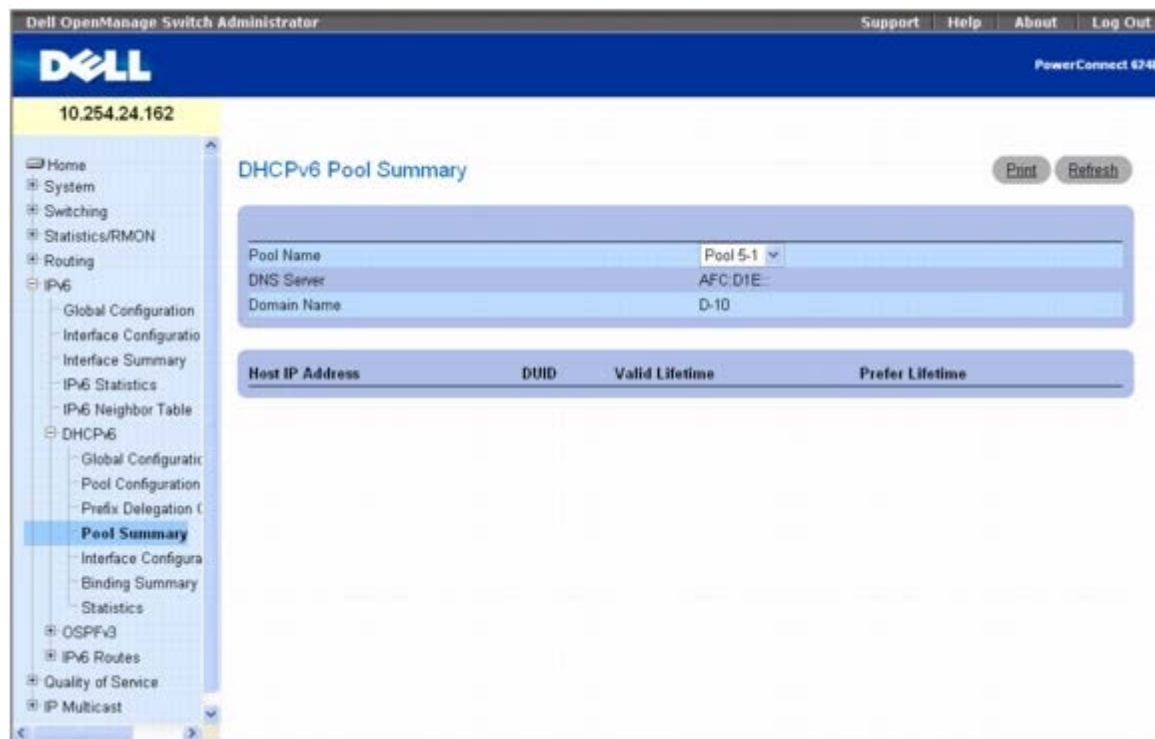 Dell OpenManage Switch Administrator Support Help About Log Out
DELL
PowerConnect 624
10.254.24.162
Home
System
Switching
Statistics/RMON
Routing
IPv6
Global Configuration
Interface Configuratio
Interface Summary
IPv6 Statistics
IPv6 Neighbor Table
DHCPv6
Global Configuratic
Pool Configuration
Prefix Delegation C
Pool Summary
Interface Configura
Binding Summary
Statistics
OSPFv3
IPv6 Routes
Quality of Service
IP Multicast
DHCPv6 Pool Summary
Print Refresh
Pool Name Pool 5-1
DNS Server AFC:D1E::
Domain Name D-10
Host IP Address DUID Valid Lifetime Prefer Lifetime